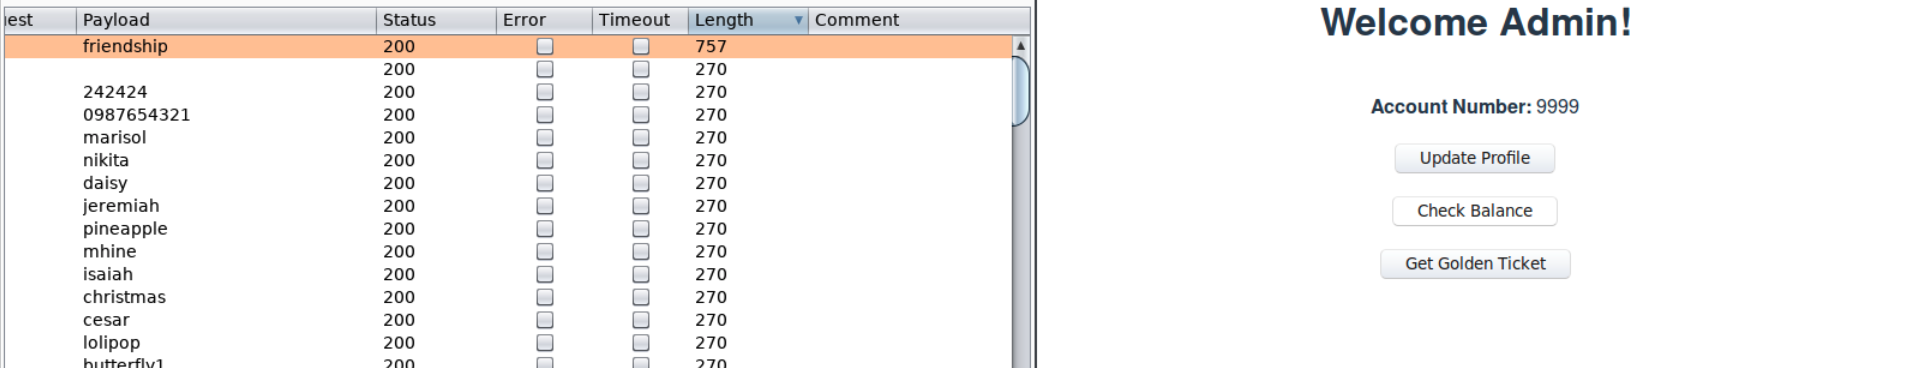 iest Payload Status Error Timeout Length Comment
friendship 200 757
200 270
242424 200 270
0987654321 200 270
marisol 200 270
nikita 200 270
daisy 200 270
jeremiah 200 270
pineapple 200 270
mhine 200 270
isaiah 200 270
christmas 200 270
cesar 200 270
lolipop 200 270
butterfly1 200 270
Welcome Admin!
Account Number: 9999
Update Profile
Check Balance
Get Golden Ticket